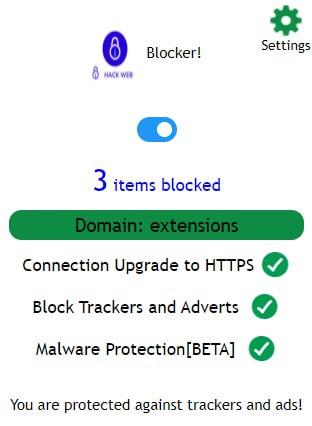 Settings
Blocker!
HACK WEB
3 items blocked
Domain: extensions
Connection Upgrade to HTTPS
Block Trackers and Adverts
Malware Protection[BETA]
You are protected against trackers and ads!